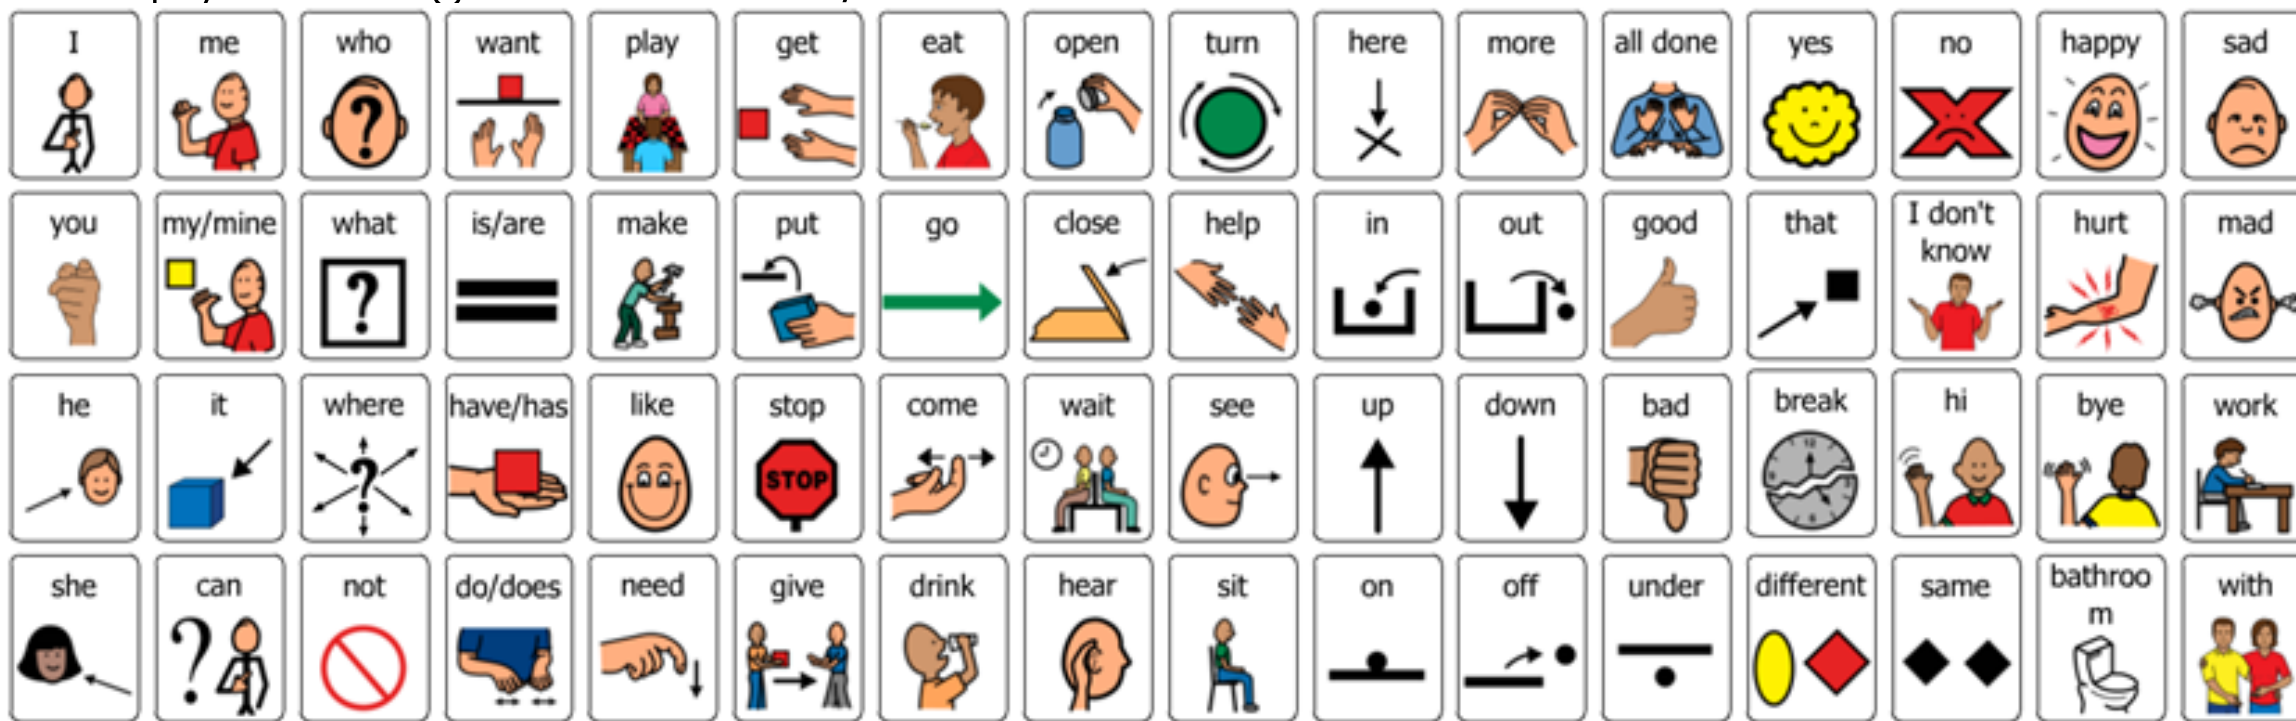 I me who want play get eat open turn here more all done yes no happy sad
you my/mine what is/are make put go close help in out good that I don't know hurt mad
he it where have/has like stop come wait see up down bad break hi bye work
STOP
12
she can not do/does need give drink hear sit on off under different same bathroo
m with